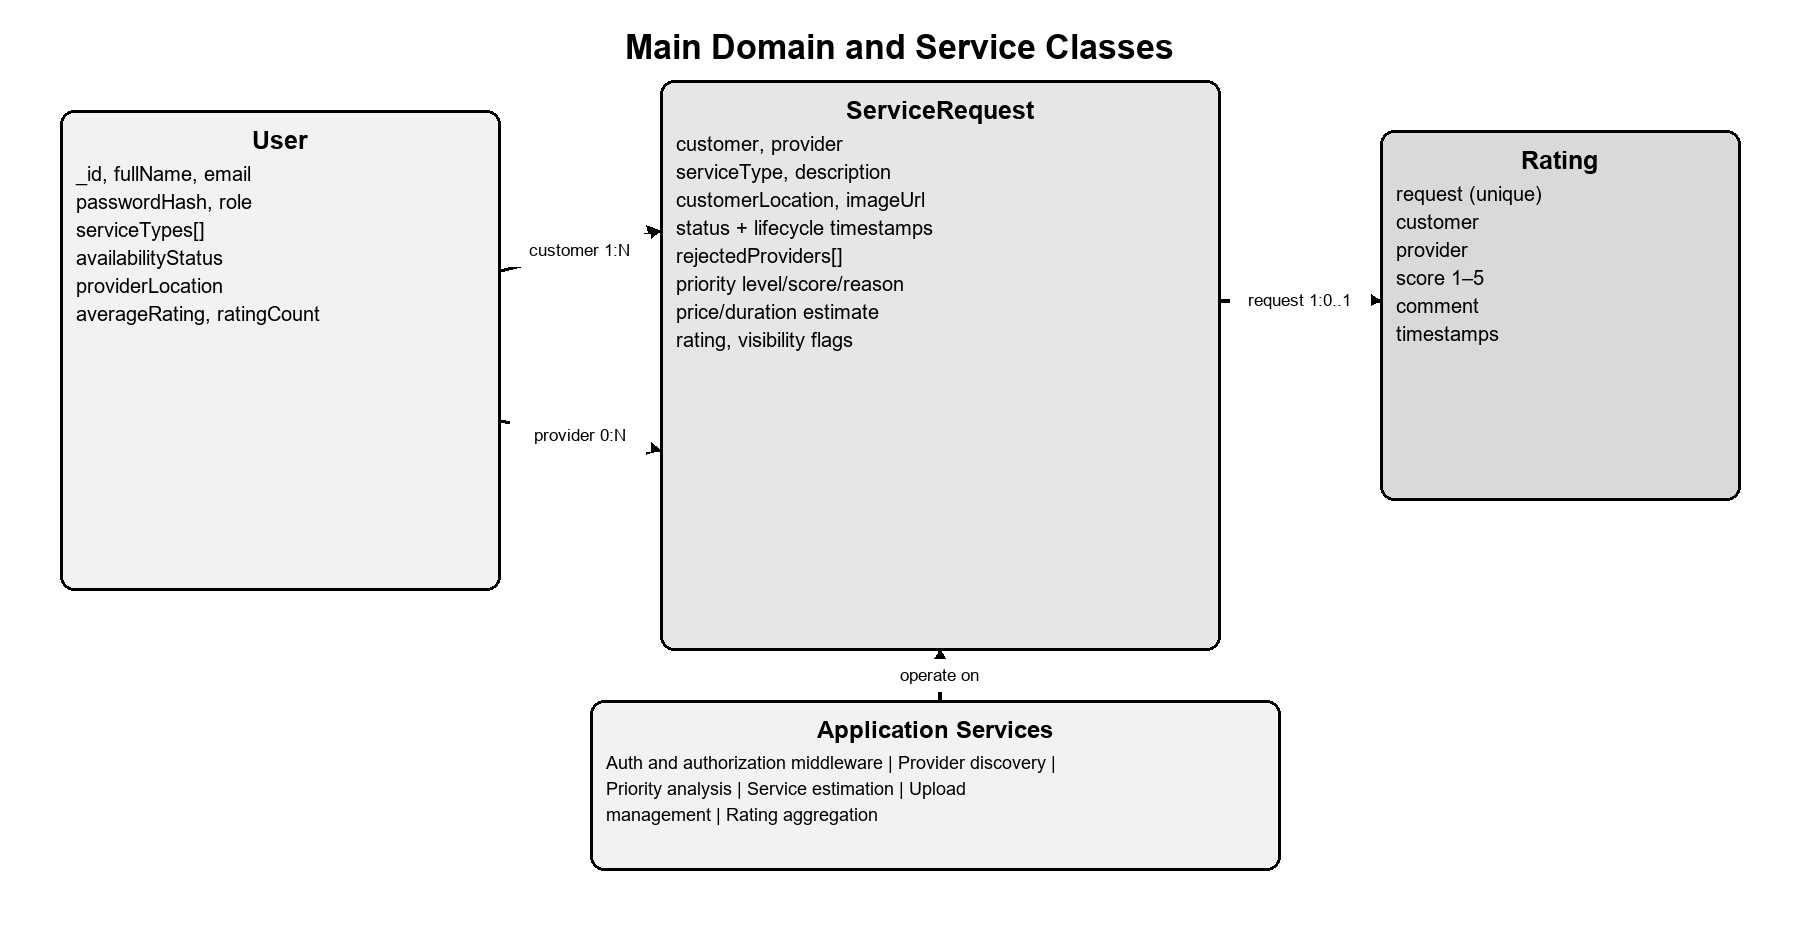 Main Domain and Service Classes
User
_id, fullName, email
passwordHash, role
serviceTypes[]
availabilityStatus
providerLocation
averageRating, ratingCount
customer 1:N
provider 0:N
ServiceRequest
customer, provider
serviceType, description
customerLocation, imageUrl
status + lifecycle timestamps
rejectedProviders[]
priority level/score/reason
price/duration estimate
rating, visibility flags
request 1:0..1
Rating
request (unique)
customer
provider
score 1–5
comment
timestamps
operate on
Application Services
Auth and authorization middleware | Provider discovery |
Priority analysis | Service estimation | Upload
management | Rating aggregation